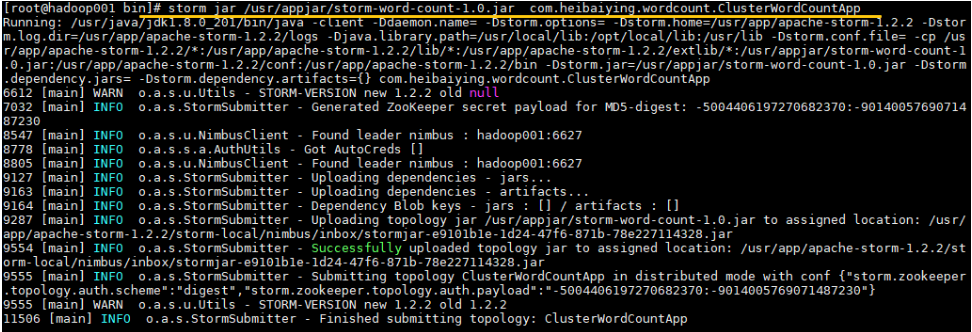 [root@hadoop001 bin]# storm jar /usr/appjar/storm-word-count-1.0.jar  com.heibaiying.wordcount.ClusterWordCountApp
Running: /usr/java/jdk1.8.0_201/bin/java -client -Ddaemon.name= -Dstorm.options= -Dstorm.home=/usr/app/apache-storm-1.2.2 -Dstor
m.log.dir=/usr/app/apache-storm-1.2.2/logs -Djava.library.path=/usr/local/lib:/opt/local/lib:/usr/lib -Dstorm.conf.file= -cp /us
r/app/apache-storm-1.2.2/*:/usr/app/apache-storm-1.2.2/lib/*:/usr/app/apache-storm-1.2.2/extlib/*:/usr/appjar/storm-word-count-1
.0.jar:/usr/app/apache-storm-1.2.2/conf:/usr/app/apache-storm-1.2.2/bin -Dstorm.jar=/usr/appjar/storm-word-count-1.0.jar -Dstorm
.dependency.jars= -Dstorm.dependency.artifacts={} com.heibaiying.wordcount.ClusterWordCountApp
6612 [main] WARN  o.a.s.u.Utils - STORM-VERSION new 1.2.2 old null
7032 [main] INFO  o.a.s.StormSubmitter - Generated ZooKeeper secret payload for MD5-digest: -5004406197270682370:-90140057690714
87230
8547 [main] INFO  o.a.s.u.NimbusClient - Found leader nimbus : hadoop001:6627
8778 [main] INFO  o.a.s.s.a.AuthUtils - Got AutoCreds []
8805 [main] INFO  o.a.s.u.NimbusClient - Found leader nimbus : hadoop001:6627
9127 [main] INFO  o.a.s.StormSubmitter - Uploading dependencies - jars...
9163 [main] INFO  o.a.s.StormSubmitter - Uploading dependencies - artifacts...
9164 [main] INFO  o.a.s.StormSubmitter - Dependency Blob keys - jars : [] / artifacts : []
9287 [main] INFO  o.a.s.StormSubmitter - Uploading topology jar /usr/appjar/storm-word-count-1.0.jar to assigned location: /usr/
app/apache-storm-1.2.2/storm-local/nimbus/inbox/stormjar-e9101b1e-1d24-47f6-871b-78e227114328.jar
9554 [main] INFO  o.a.s.StormSubmitter - Successfully uploaded topology jar to assigned location: /usr/app/apache-storm-1.2.2/st
orm-local/nimbus/inbox/stormjar-e9101b1e-1d24-47f6-871b-78e227114328.jar
9555 [main] INFO  o.a.s.StormSubmitter - Submitting topology ClusterWordCountApp in distributed mode with conf {"storm.zookeeper
.topology.auth.scheme":"digest","storm.zookeeper.topology.auth.payload":"-5004406197270682370:-9014005769071487230"}
9555 [main] WARN  o.a.s.u.Utils - STORM-VERSION new 1.2.2 old 1.2.2
11506 [main] INFO  o.a.s.StormSubmitter - Finished submitting topology: ClusterWordCountApp